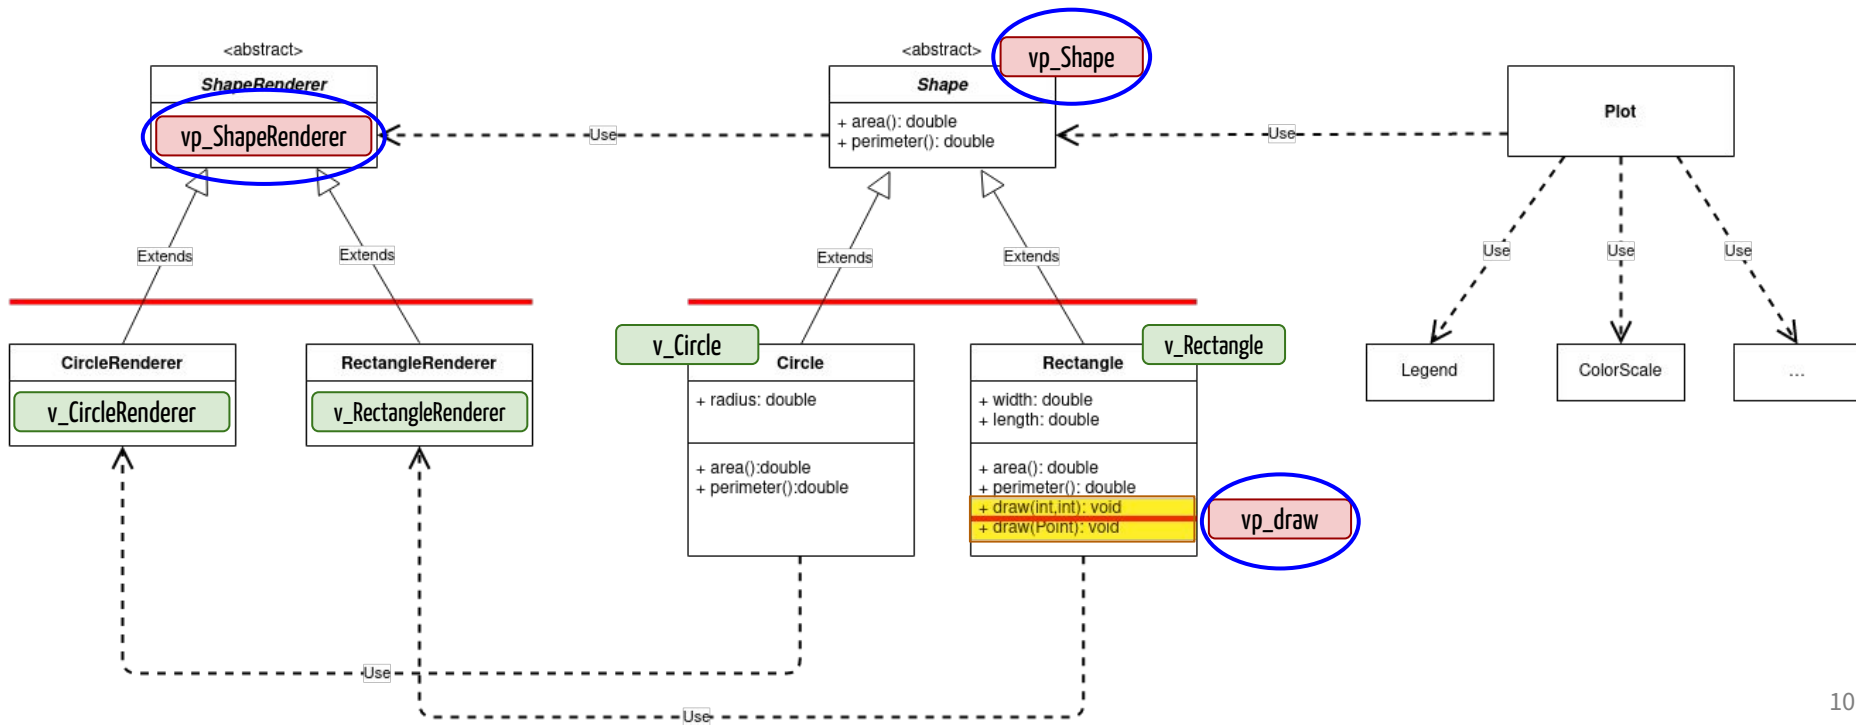 <abstract>
ShapeRenderer
vp_ShapeRenderer
Use
<abstract>
vp_Shape
Shape
+ area(): double
+ perimeter(): double
Use
Plot
Extends
Extends
Extends
Extends
Use
Use
Use
CircleRenderer
v_CircleRenderer
RectangleRenderer
v_RectangleRenderer
v_Circle
Circle
+ radius: double
+ area():double
+ perimeter():double
v_Rectangle
Rectangle
+ width: double
+ length: double
+ area(): double
+ perimeter(): double
+ draw(int,int): void
+ draw(Point): void
vp_draw
Legend
ColorScale
...
Use
Use
10